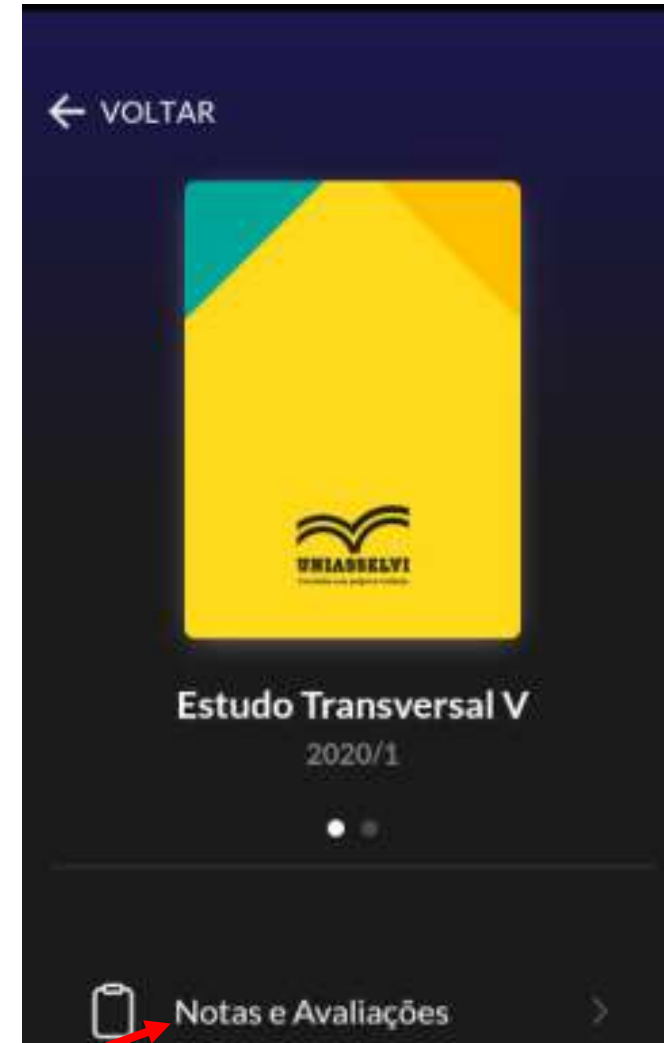 VOLTAR
UNIASSELVI
Estudo Transversal V
2020/1
Notas e Avaliações